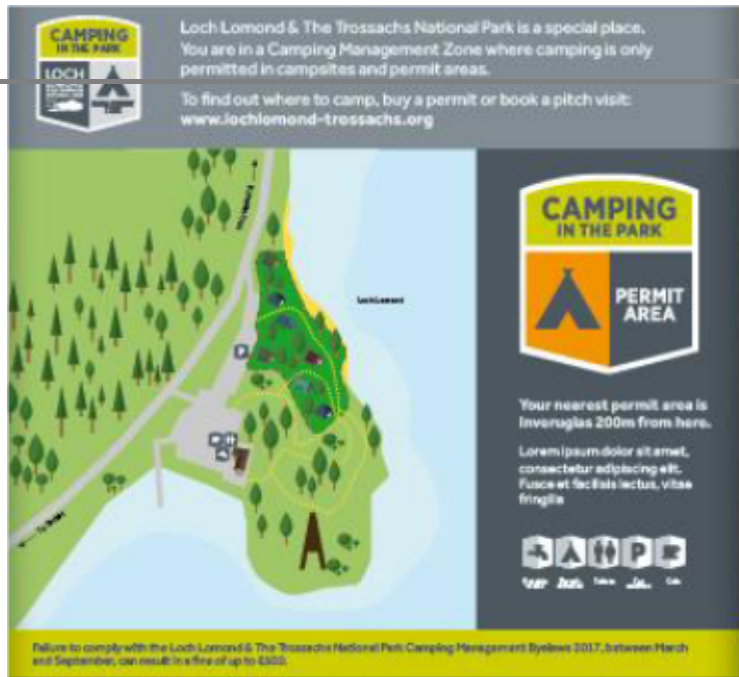 CAMPING
IN THE PARK
LOCH
Loch Lomond & The Trossachs National Park is a special place.
You are in a Camping Management Zone where camping is only
permitted in campsites and permit areas.
To find out where to camp, buy a permit or book a pitch visit:
www.lochlomond-trossachs.org
Loch Lomond
CAMPING
IN THE PARK
PERMIT
AREA
Your nearest permit area is
Inveruglas 200m from here.
Lorem ipsum dolor sit amet,
consectetur adipiscing elit.
Fusce et facilisis lectus, vitae
fringilla
P
Failure to comply with the Loch Lomond & The Trossachs National Park Camping Management Byelaws 2017, between March
and September, can result in a fine of up to £500.